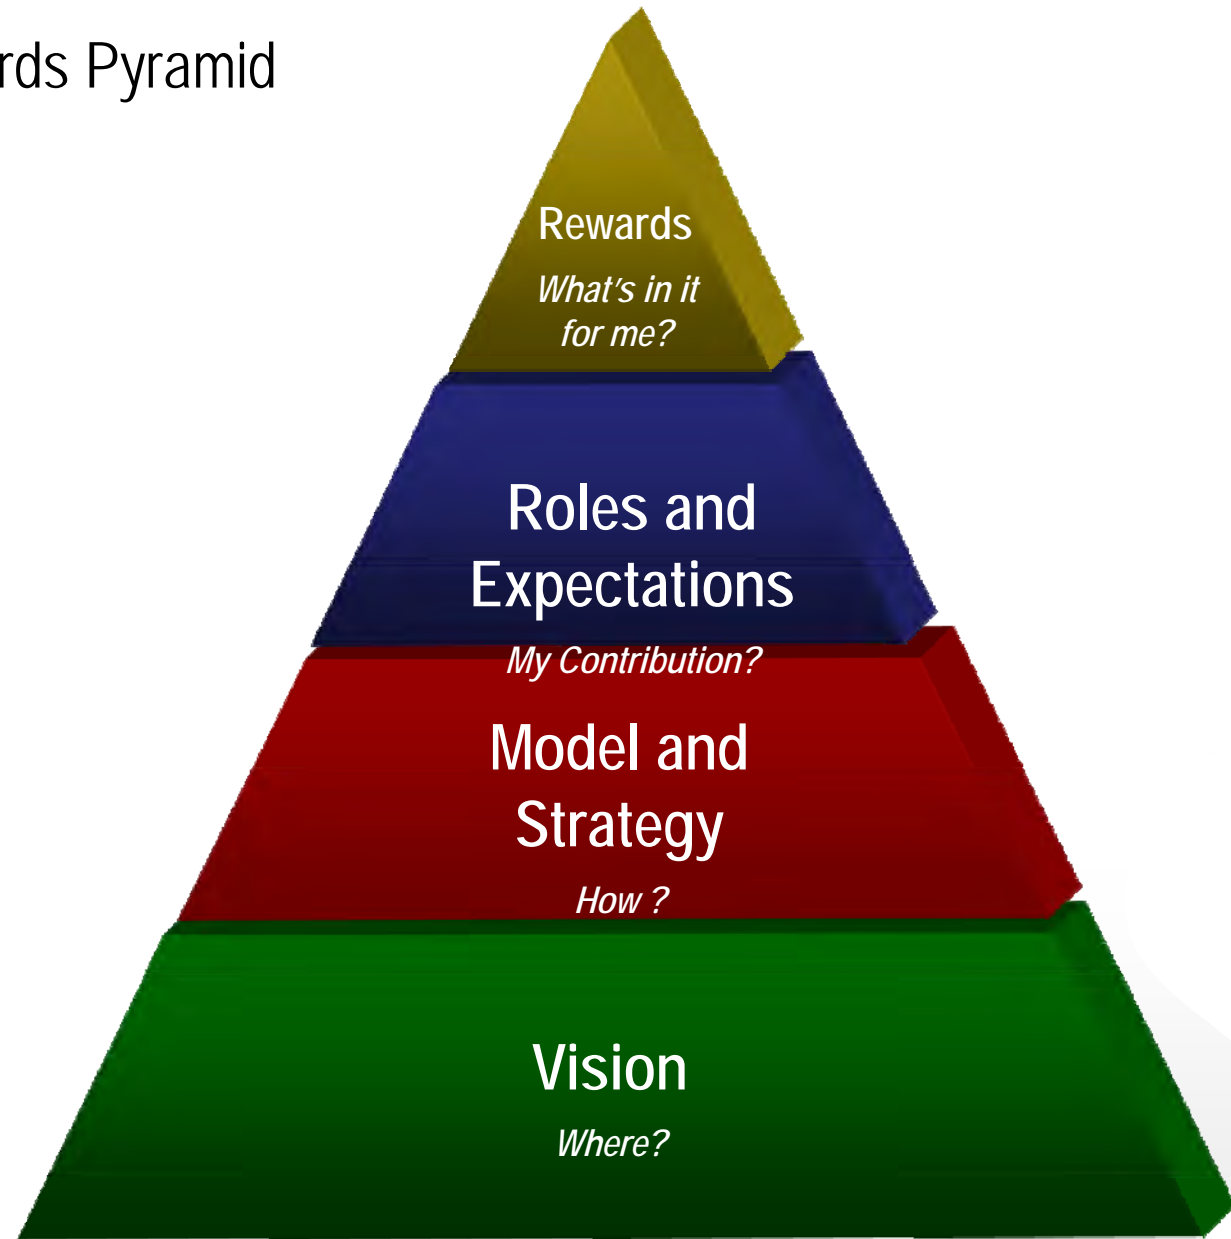 rds Pyramid
Rewards
What's in it
for me?
Roles and
Expectations
My Contribution?
Model and
Strategy
How ?
Vision
Where?